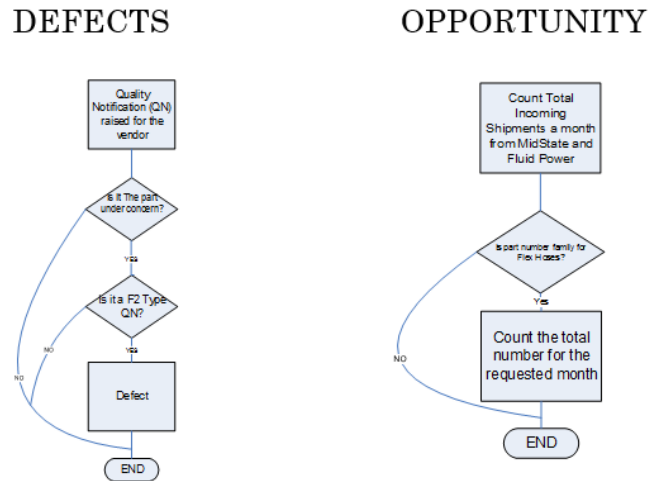 DEFECTS
Quality
Notification (QN)
raised for the
vendor
Is It The part
under concern?
YES
Is it a F2 Type
QN?
NO
YES
NO
Defect
END
OPPORTUNITY
Count Total
Incoming
Shipments a month
from MidState and
Fluid Power
Is part number family for
Flex Hoses?
Yes
NO
Count the total
number for the
requested month
END